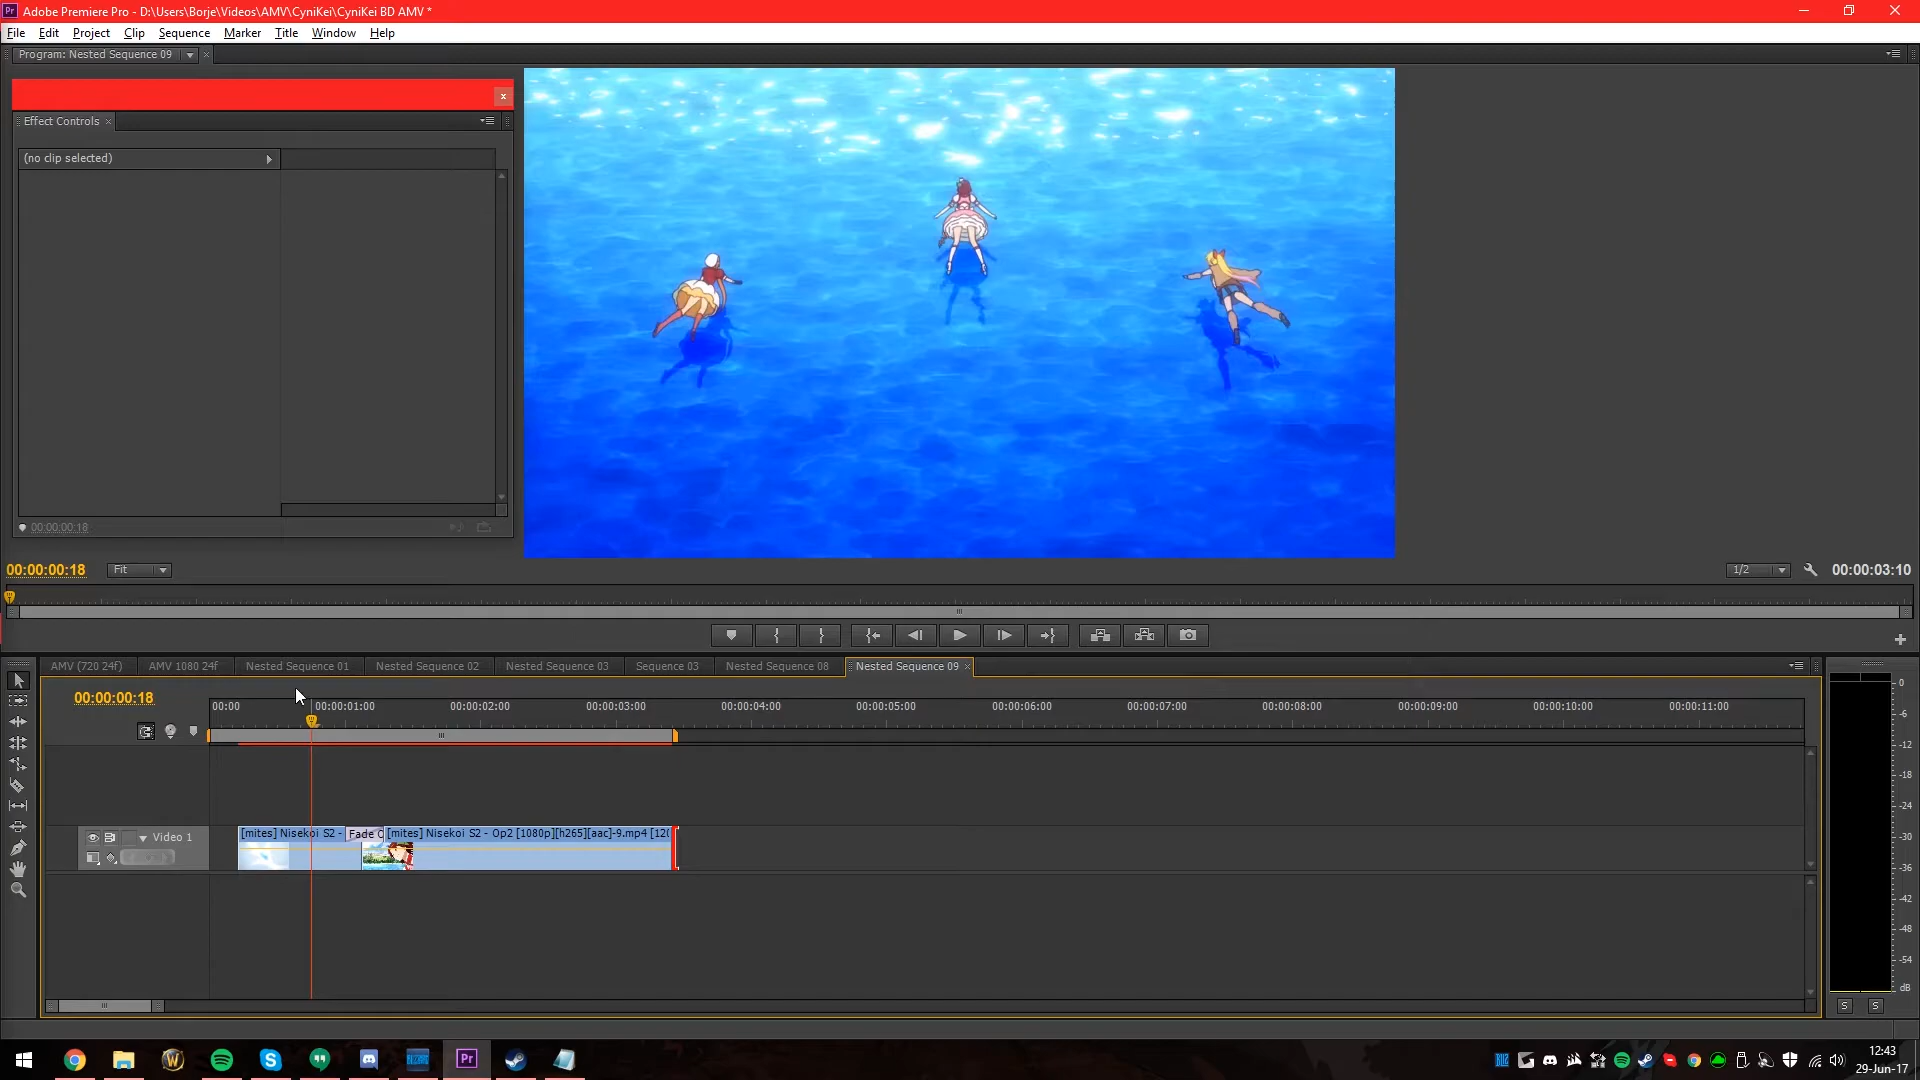 Adobe Premiere Pro - D:\Users\Borje\Videos\AMV\CyniKei\CyniKei BD AMV *
File Edit Project Clip Sequence Marker Title Window Help
Program: Nested Sequence 09
Effect Controls
(no clip selected)
00:00:00:18
00:00:00:18 Fit 1/2 00:00:03:10
AMV (720 24f) AMV 1080 24f Nested Sequence 01 Nested Sequence 02 Nested Sequence 03 Sequence 03 Nested Sequence 08 Nested Sequence 09
00:00:00:18
00:00 00:00:01:00 00:00:02:00 00:00:03:00 00:00:04:00 00:00:05:00 00:00:06:00 00:00:07:00 00:00:08:00 00:00:09:00 00:00:10:00 00:00:11:00
0
-6
-12
-18
-24
-30
-36
-42
-48
-54
dB
S S
Video 1
[mites] Nisekoi S2 - Fade O [mites] Nisekoi S2 - Op2 [1080p][h265][aac]-9.mp4 [120
12:43
29-Jun-17